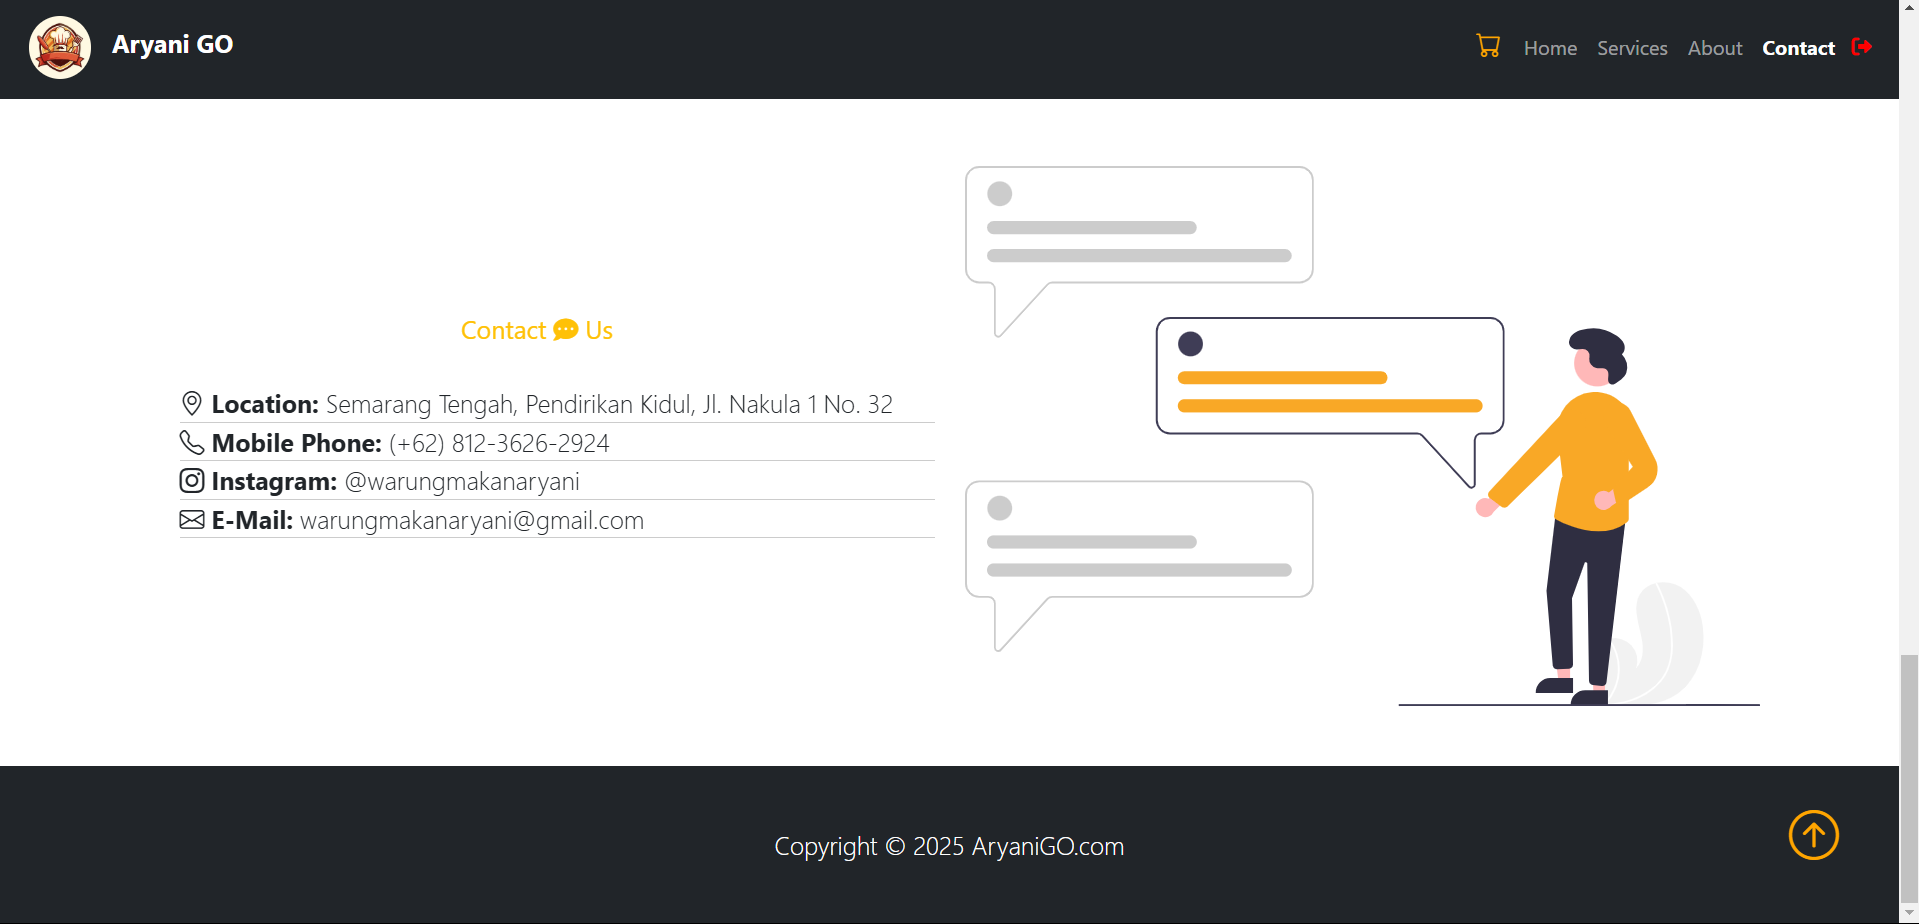 Aryani GO
Home Services About Contact
Contact Us
Location: Semarang Tengah, Pendirikan Kidul, Jl. Nakula 1 No. 32
Mobile Phone: (+62) 812-3626-2924
Instagram: @warungmakanaryani
E-Mail: warungmakanaryani@gmail.com
Copyright © 2025 AryaniGO.com